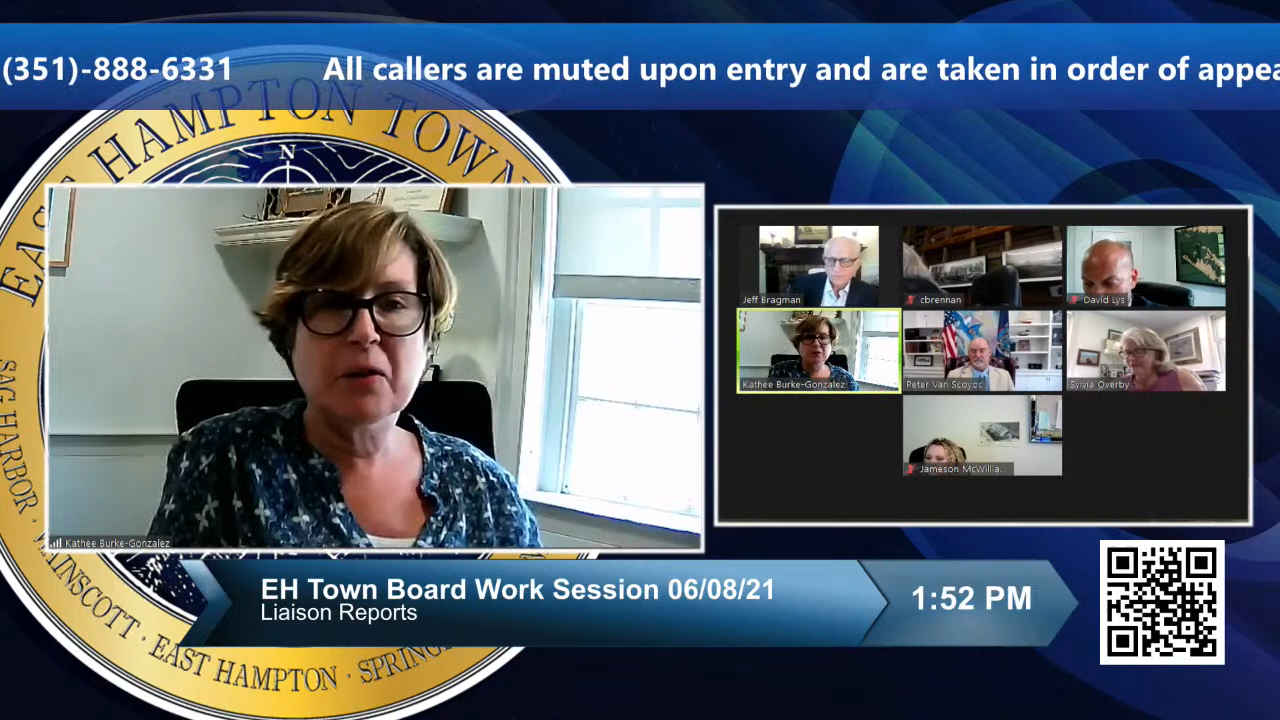 (351)-888-6331 All callers are muted upon entry and are taken in order of appea
EAST HAMPTON TOWN
N
Jeff Bragman
cbrennan
David Lys
Kathee Burke-Gonzalez
Peter Van Scoyoc
Sylvia Overby
Jameson McWillia...
Kathee Burke-Gonzalez
SAG HARBOR · WAINSCOTT · EAST HAMPTON ·
EH Town Board Work Session 06/08/21
Liaison Reports
1:52 PM